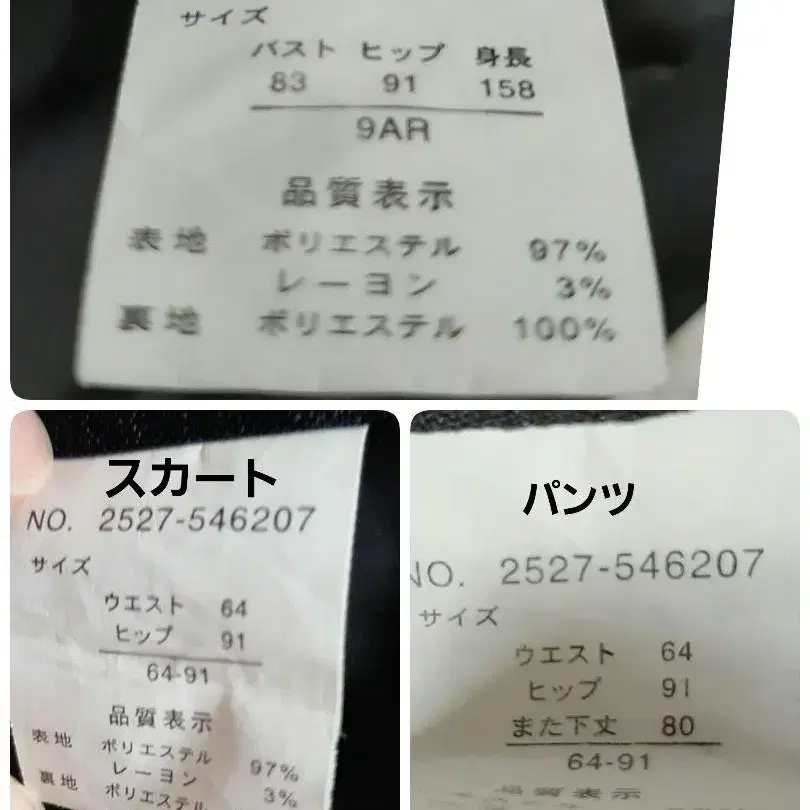 サイズ
バスト ヒップ 身長
83 91 158
9AR
品質表示
表地 ポリエステル 97%
レーヨン 3%
裏地 ポリエステル 100%
スカート
NO. 2527-546207
サイズ
ウエスト 64
ヒップ 91
64-91
品質表示
表地 ポリエステル 97%
レーヨン 3%
裏地 ポリエステル
パンツ
NO. 2527-546207
サイズ
ウエスト 64
ヒップ 91
また下丈 80
64-91
品質表示